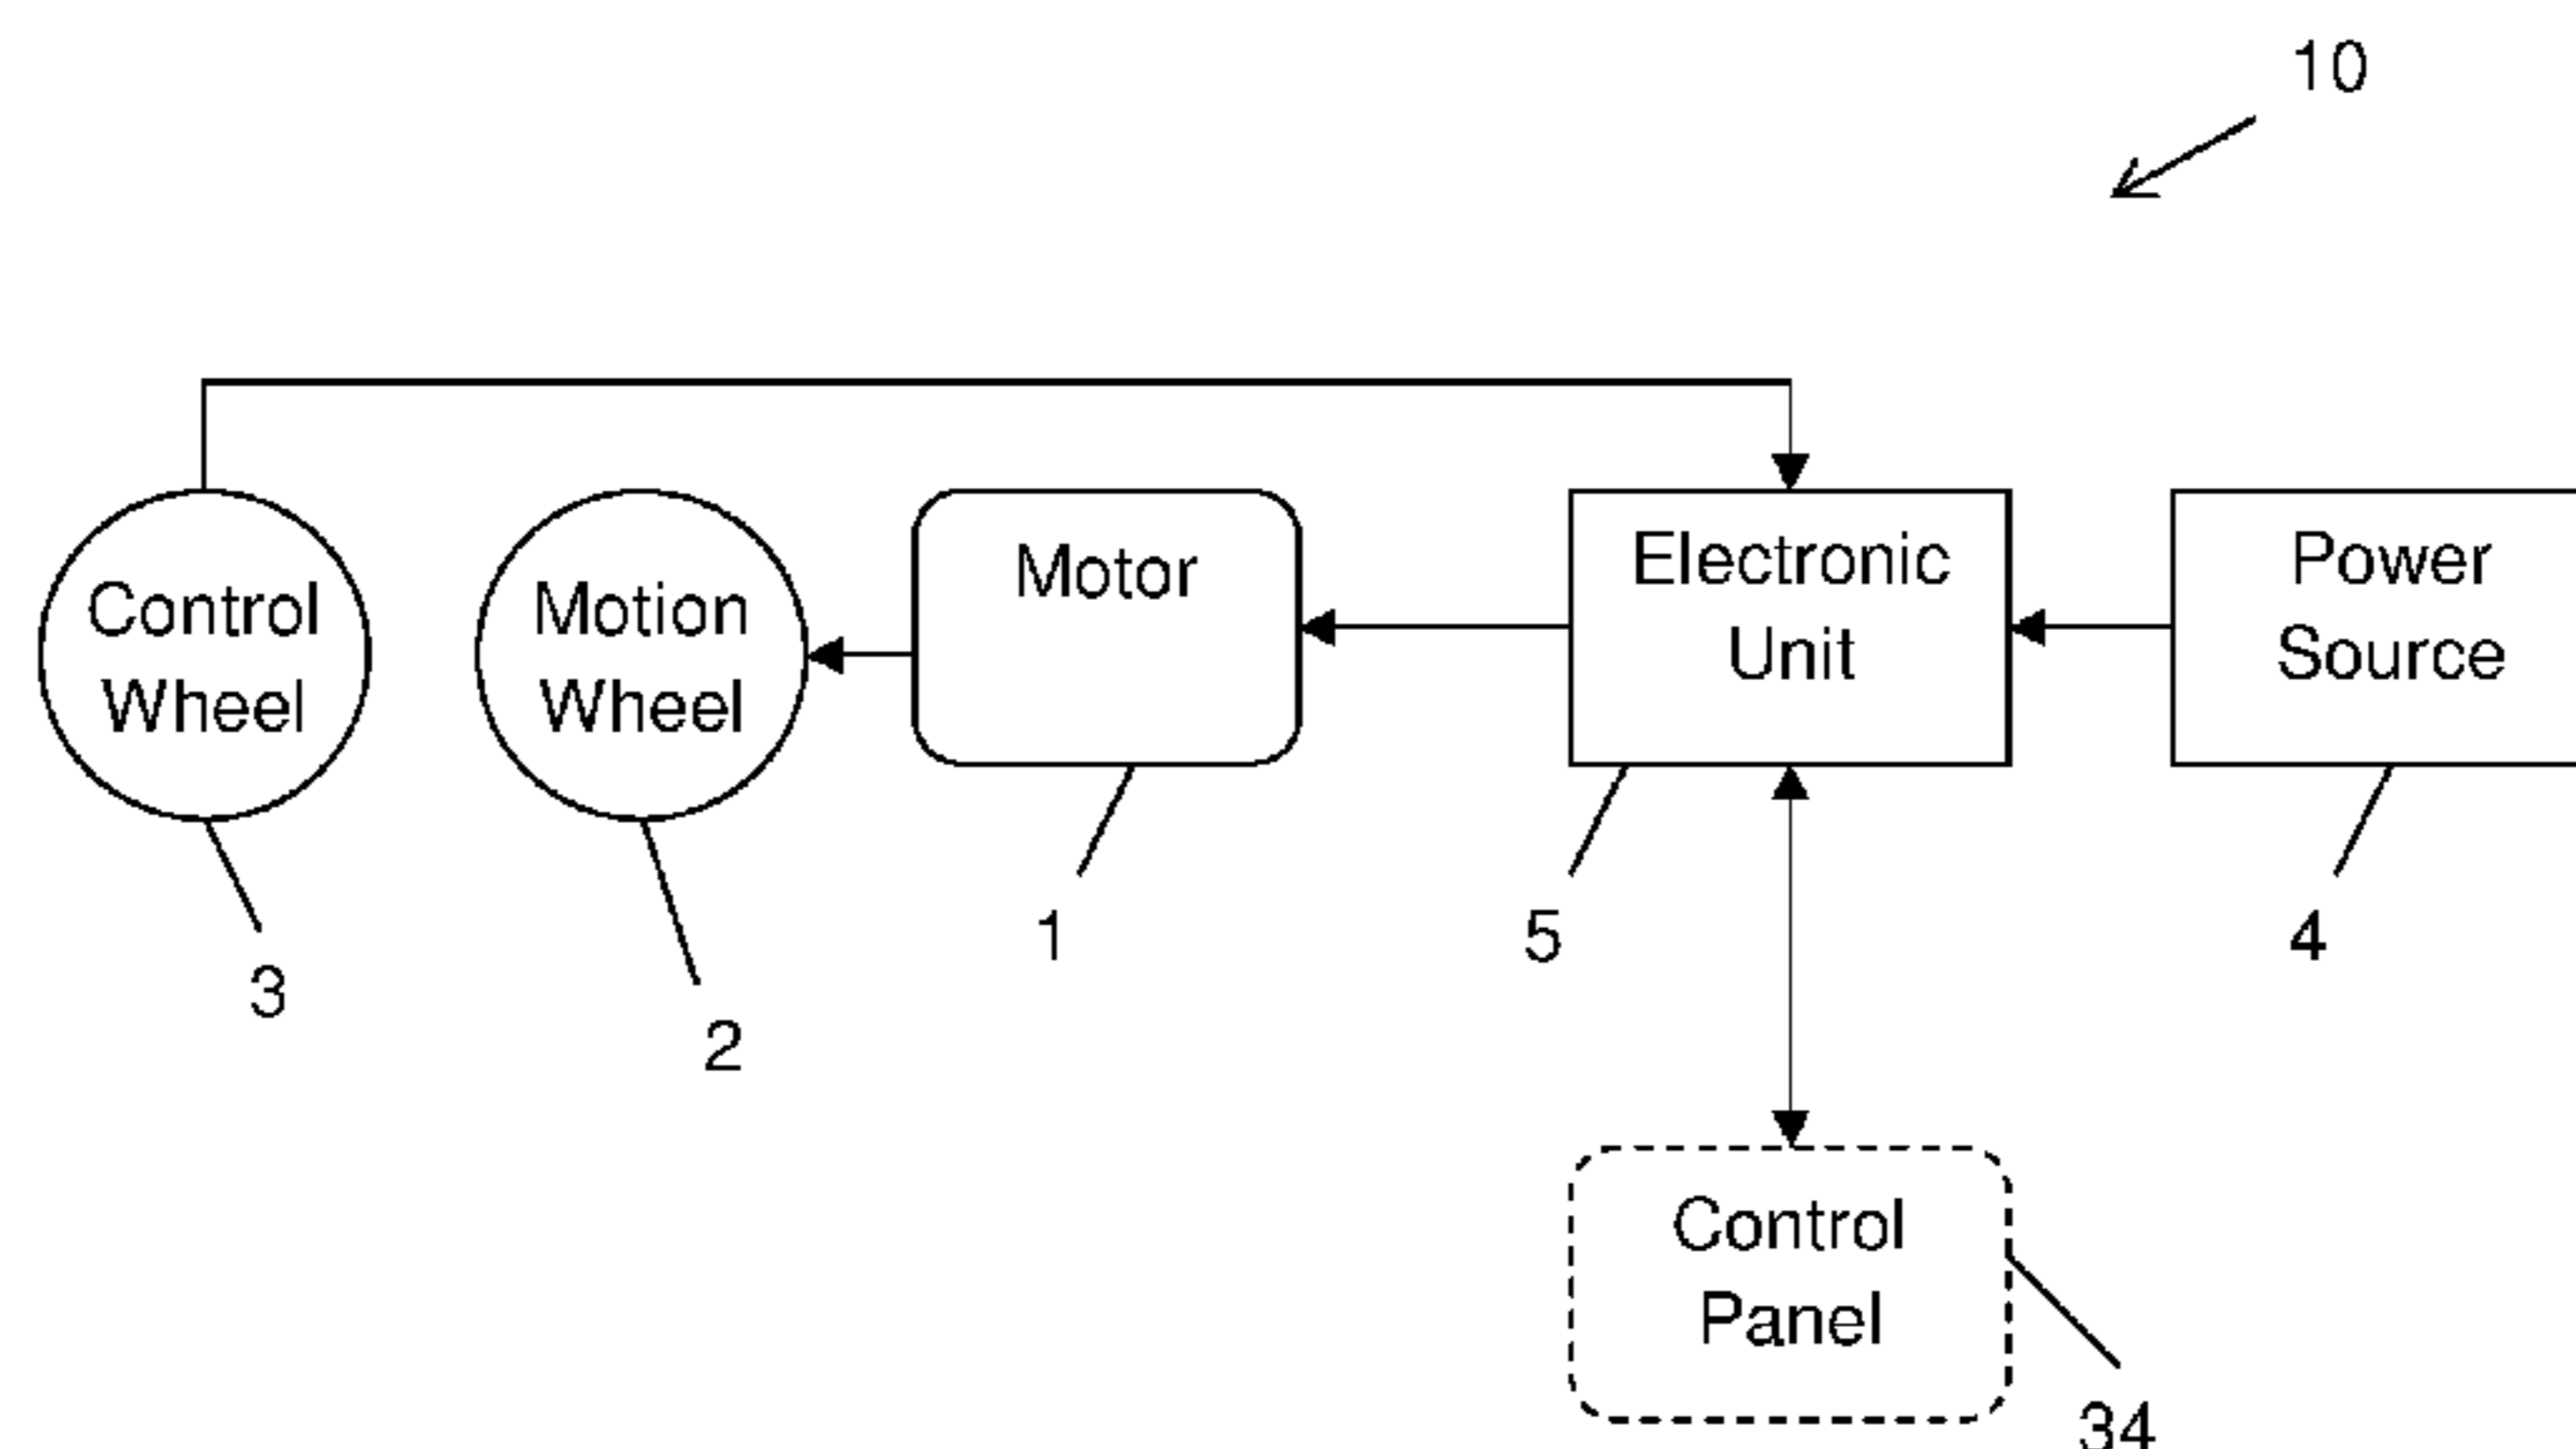 10
Control
Wheel
Motion
Wheel
Motor
Electronic
Unit
Power
Source
3
2
1
5
4
Control
Panel
34